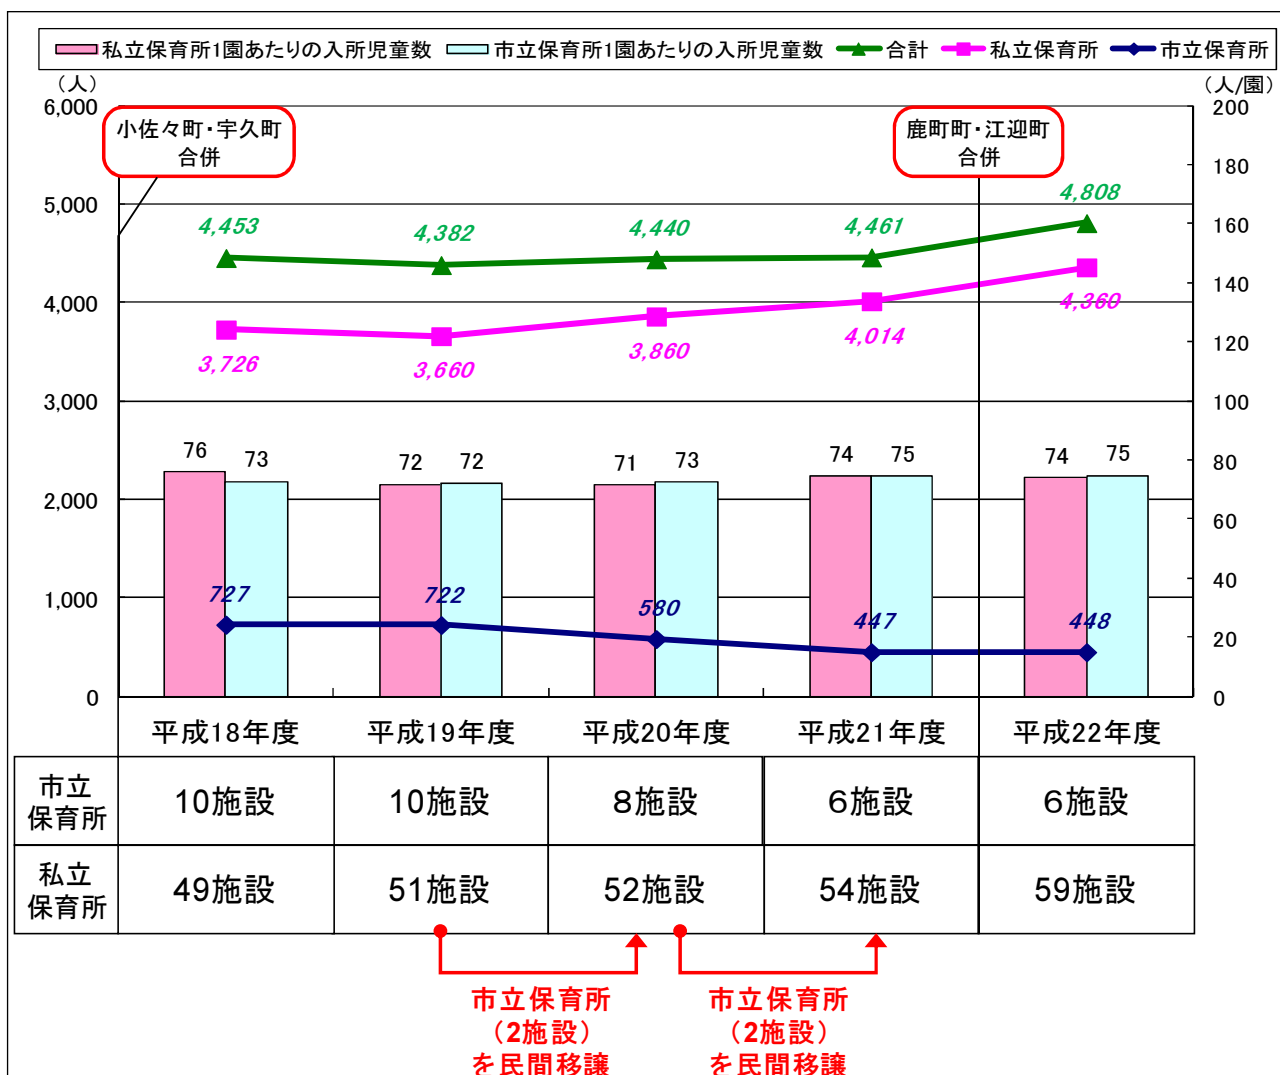 私立保育所1園あたりの入所児童数 市立保育所1園あたりの入所児童数 合計 私立保育所 市立保育所
（人） （人/園）
6,000 200
小佐々町・宇久町
合併
鹿町町・江迎町
合併
180
5,000 160
4,453 4,382 4,440 4,461 4,808
140
4,000
3,726 3,660 3,860 4,014 4,360
120
3,000 100
76 73 72 72 71 73 74 75 74 75
80
2,000
60
1,000 40
727 722 580 447 448
20
0 0
平成18年度 平成19年度 平成20年度 平成21年度 平成22年度
市立
保育所
10施設 10施設 8施設 6施設 6施設
私立
保育所
49施設 51施設 52施設 54施設 59施設
市立保育所
（2施設）
を民間移譲
市立保育所
（2施設）
を民間移譲